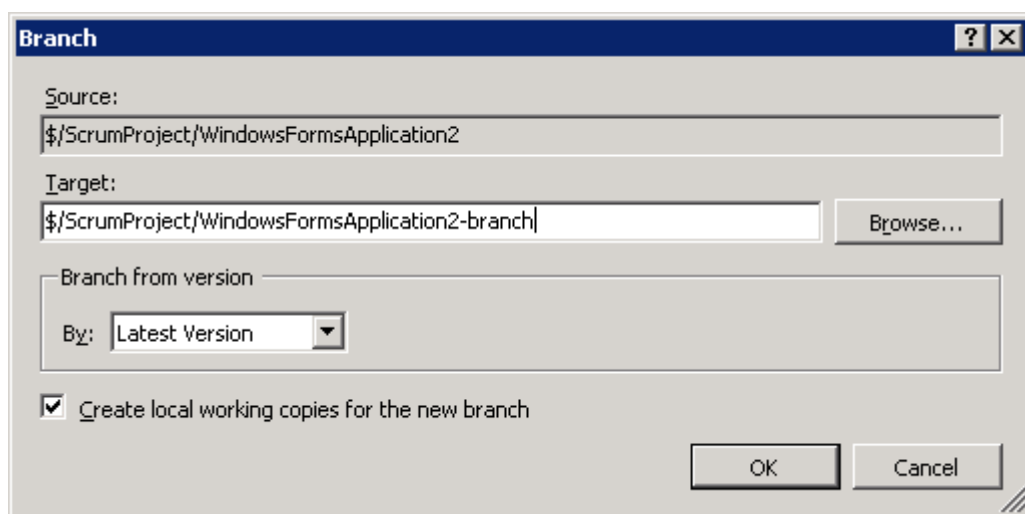 Branch
Source:
$/ScrumProject/WindowsFormsApplication2
Target:
$/ScrumProject/WindowsFormsApplication2-branch
Browse...
Branch from version
By: Latest Version
Create local working copies for the new branch
OK Cancel